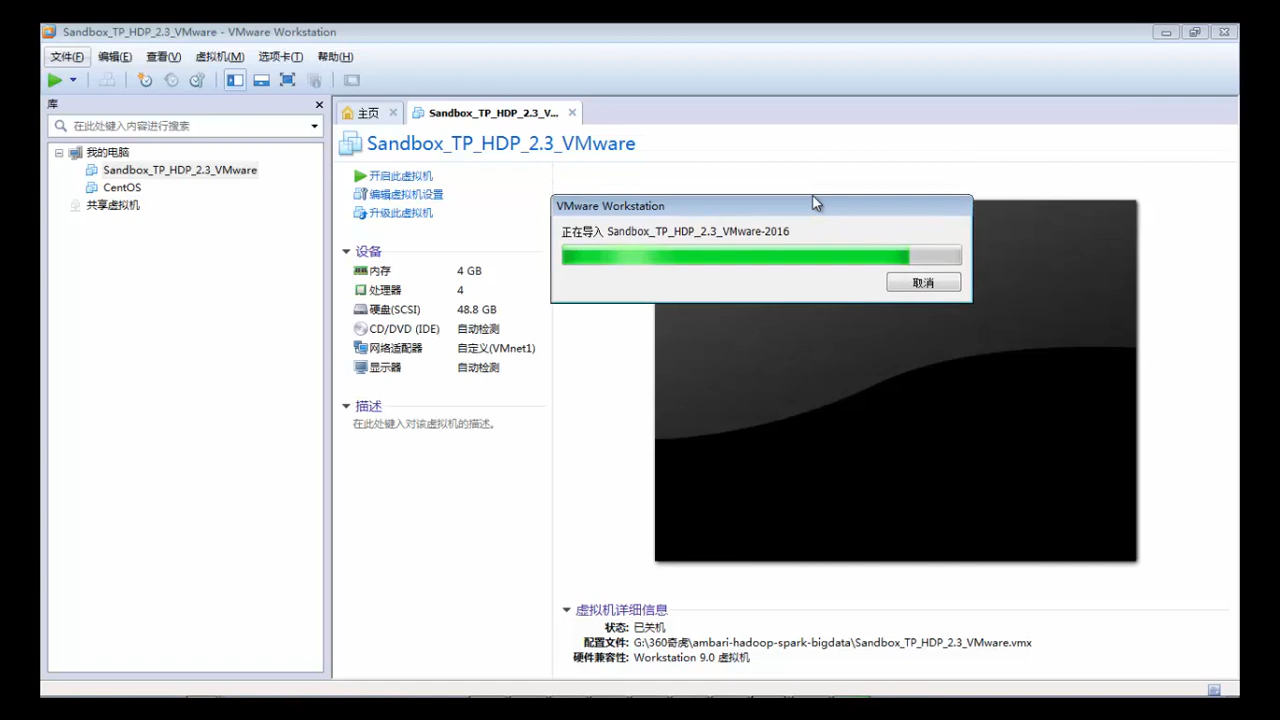 Sandbox_TP_HDP_2.3_VMware - VMware Workstation
文件(F) 编辑(E) 查看(V) 虚拟机(M) 选项卡(T) 帮助(H)
库
在此处键入内容进行搜索
我的电脑
Sandbox_TP_HDP_2.3_VMware
CentOS
共享虚拟机
主页 Sandbox_TP_HDP_2.3_V...
Sandbox_TP_HDP_2.3_VMware
开启此虚拟机
编辑虚拟机设置
升级此虚拟机
设备
内存 4 GB
处理器 4
硬盘(SCSI) 48.8 GB
CD/DVD (IDE) 自动检测
网络适配器 自定义(VMnet1)
显示器 自动检测
描述
在此处键入对该虚拟机的描述。
VMware Workstation
正在导入 Sandbox_TP_HDP_2.3_VMware-2016
取消
虚拟机详细信息
状态: 已关机
配置文件: G:\360奇虎\ambari-hadoop-spark-bigdata\Sandbox_TP_HDP_2.3_VMware.vmx
硬件兼容性: Workstation 9.0 虚拟机